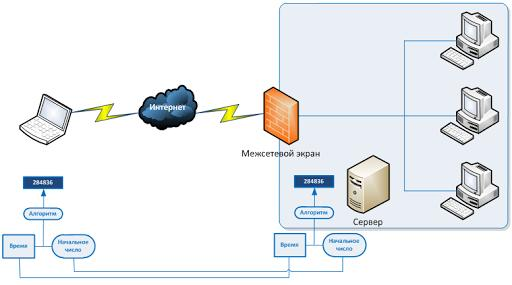 Интернет
Межсетевой экран
284836
284836
Алгоритм
Алгоритм
Сервер
Время
Начальное
число
Время
Начальное
число